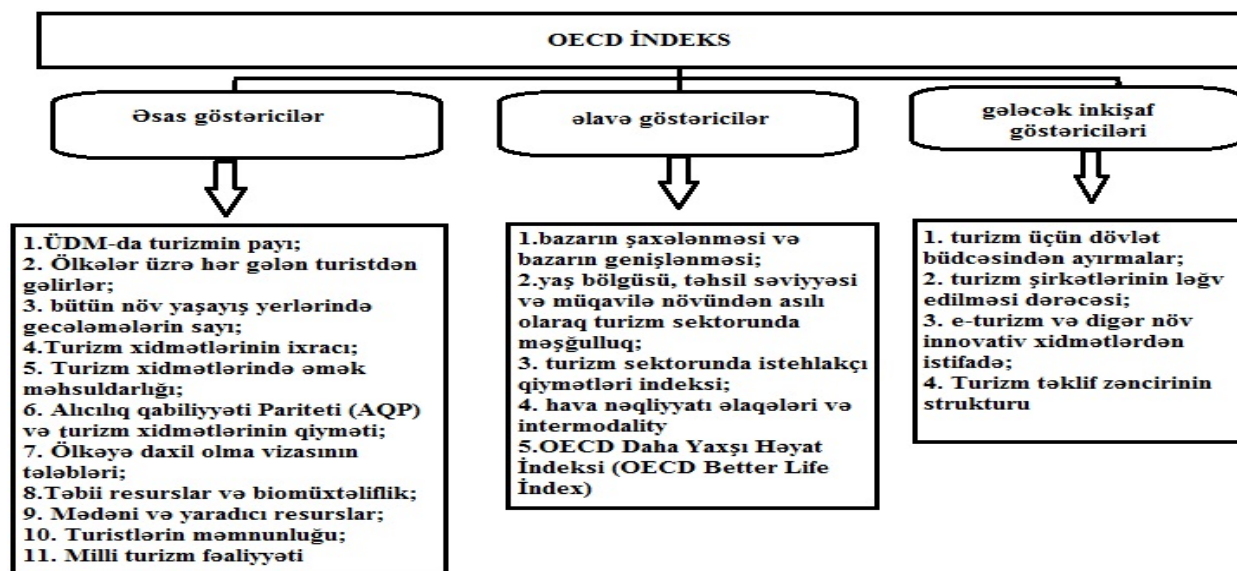 OECD İNDEKS
Əsas göstəricilər
əlavə göstəricilər
gələcək inkişaf
göstəriciləri
1.ÜDM-da turizmin payı;
2. Ölkələr üzrə hər gələn turistdən
gəlirlər;
3. bütün növ yaşayış yerlərində
gecələmələrin sayı;
4.Turizm xidmətlərinin ixracı;
5. Turizm xidmətlərində əmək
məhsuldarlığı;
6. Alıcılıq qabiliyyəti Pariteti (AQP)
və turizm xidmətlərinin qiyməti;
7. Ölkəyə daxil olma vizasının
tələbləri;
8.Təbii resurslar və biomüxtəliflik;
9. Mədəni və yaradıcı resurslar;
10. Turistlərin məmnunluğu;
11. Milli turizm fəaliyyəti
1.bazarın şaxələnməsi və
bazarın genişlənməsi;
2.yaş bölgüsü, təhsil səviyyəsi
və müqavilə növündən asılı
olaraq turizm sektorunda
məşğulluq;
3. turizm sektorunda istehlakçı
qiymətləri indeksi;
4. hava nəqliyyatı əlaqələri və
intermodality
5.OECD Daha Yaxşı Həyat
İndeksi (OECD Better Life
İndex)
1. turizm üçün dövlət
büdcəsindən ayırmalar;
2. turizm şirkətlərinin ləğv
edilməsi dərəcəsi;
3. e-turizm və digər növ
innovativ xidmətlərdən
istifadə;
4. Turizm təklif zəncirinin
strukturu